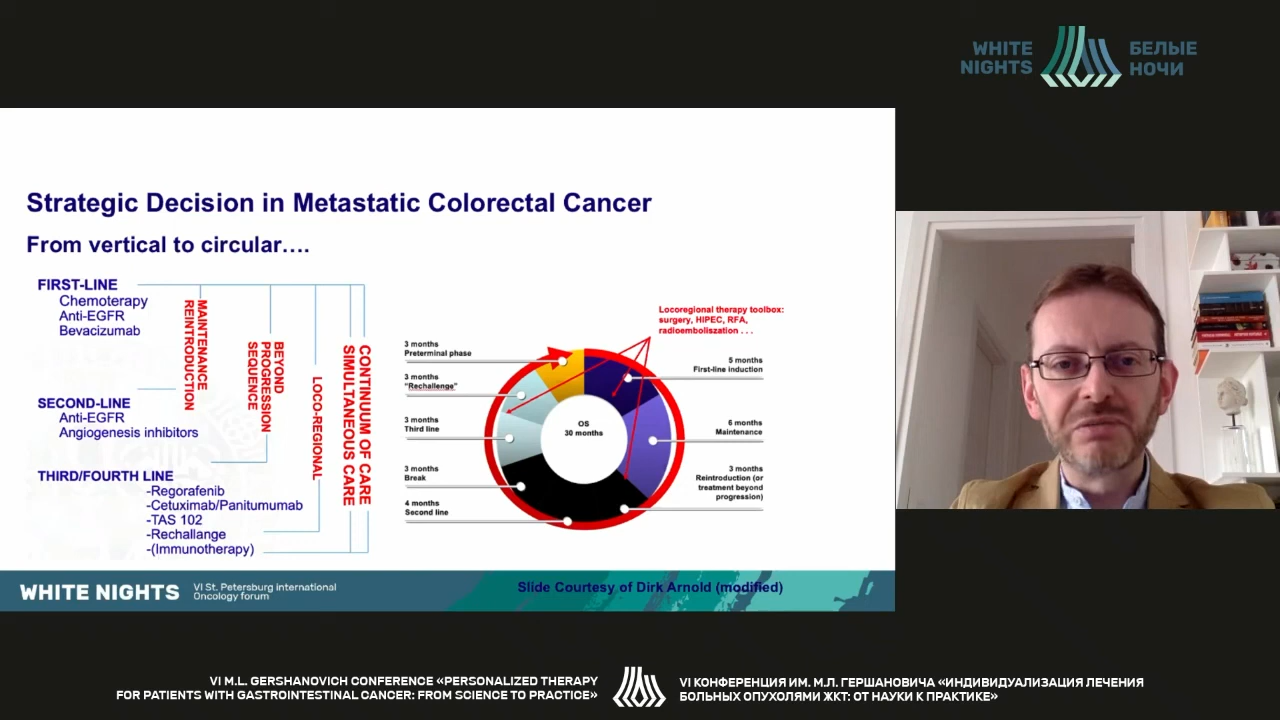 WHITE
NIGHTS
БЕЛЫЕ
НОЧИ
Strategic Decision in Metastatic Colorectal Cancer
From vertical to circular….
FIRST-LINE
Chemoterapy
Anti-EGFR
Bevacizumab
MAINTENANCE
REINTRODUCTION
BEYOND
PROGRESSION
SEQUENCE
LOCO-REGIONAL
CONTINUUM OF CARE
SIMULTANEOUS CARE
SECOND-LINE
Anti-EGFR
Angiogenesis inhibitors
THIRD/FOURTH LINE
-Regorafenib
-Cetuximab/Panitumumab
-TAS 102
-Rechallange
-(Immunotherapy)
Locoregional therapy toolbox:
surgery, HIPEC, RFA,
radioemboliszation . . .
3 months
Preterminal phase
3 months
“Rechallenge”
3 months
Third line
3 months
Break
4 months
Second line
OS
30 months
5 months
First-line induction
6 months
Maintenance
3 months
Reintroduction (or
treatment beyond
progression)
WHITE NIGHTS
VI St. Petersburg international
Oncology forum
Slide Courtesy of Dirk Arnold (modified)
VI M.L. GERSHANOVICH CONFERENCE «PERSONALIZED THERAPY
FOR PATIENTS WITH GASTROINTESTINAL CANCER: FROM SCIENCE TO PRACTICE»
VI КОНФЕРЕНЦИЯ ИМ. М.Л. ГЕРШАНОВИЧА «ИНДИВИДУАЛИЗАЦИЯ ЛЕЧЕНИЯ
БОЛЬНЫХ ОПУХОЛЯМИ ЖКТ: ОТ НАУКИ К ПРАКТИКЕ»